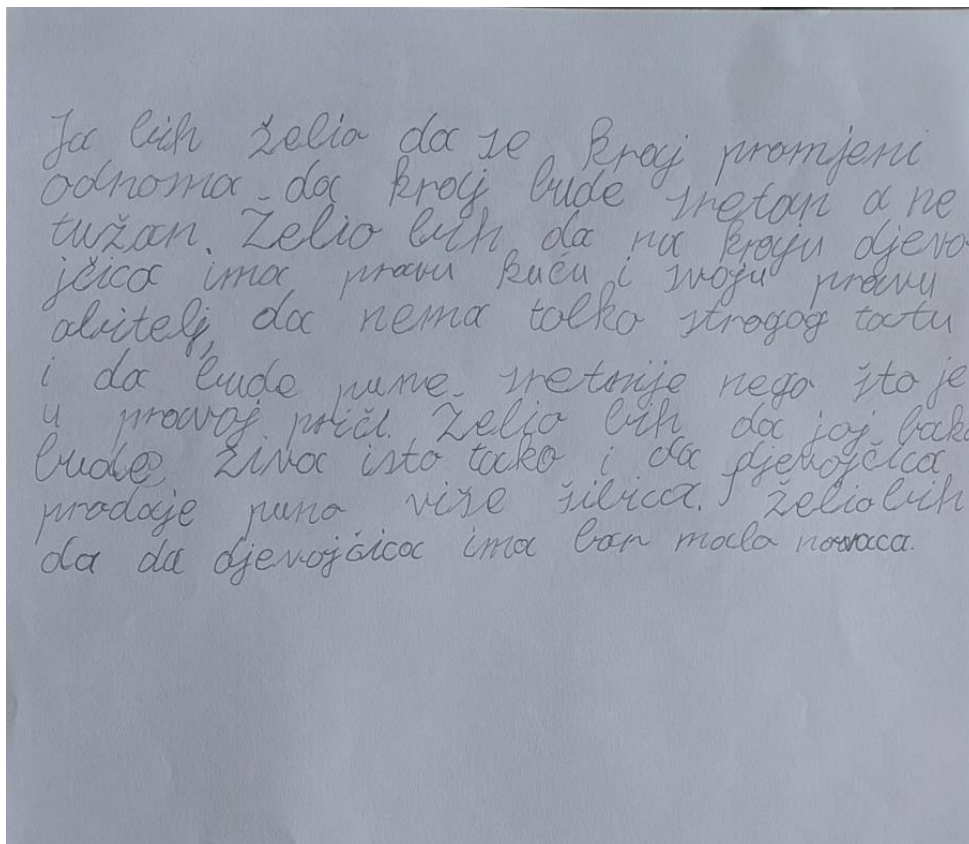 Ja bih želio da se kraj promjeni
odnoma da kraj bude sretan a ne
tužan. Želio bih da na kraju djevo-
jčica ima pravu kuću i svoju pravu
obitelj, da nema tolko strogog tatu
i da bude puno sretnije nego što je
u pravoj priči. Želio bih da joj baka
bude živa isto tako i da djevojčica
prodaje puno više šibica. Želio bih
da da djevojčica ima bar malo novaca.